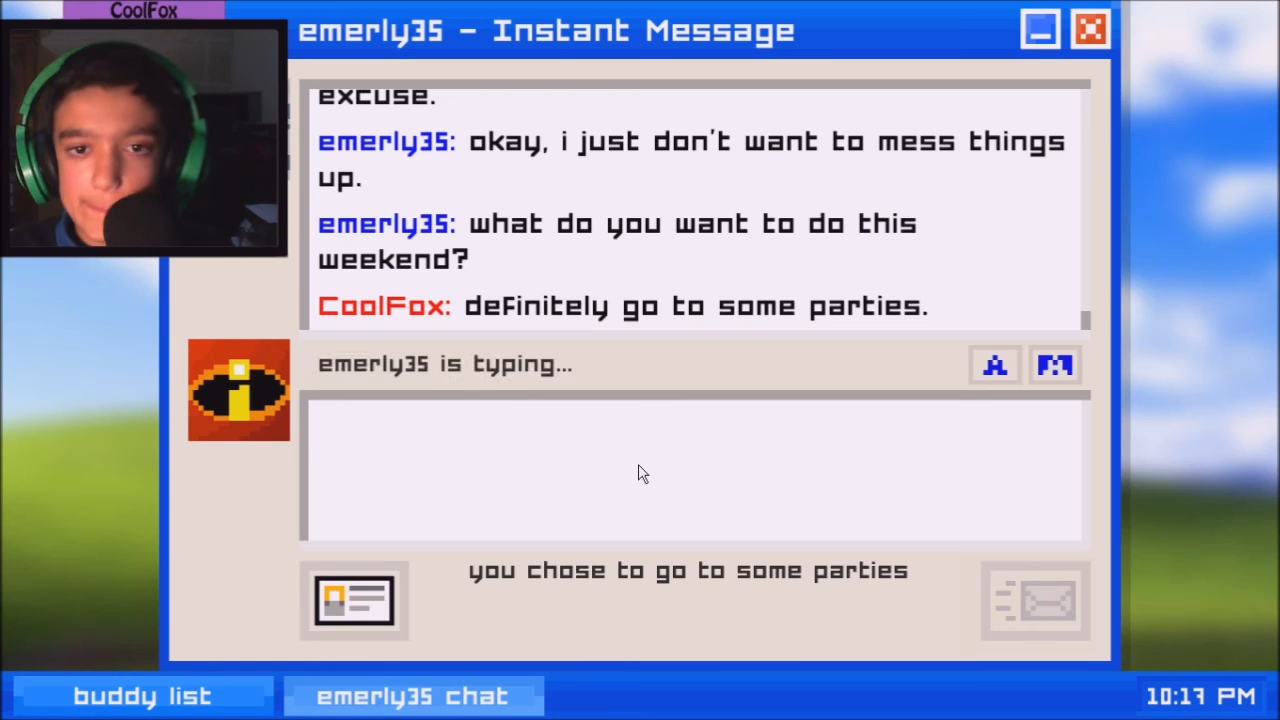 CoolFox
emerly35 - Instant Message
excuse.
emerly35: okay, i just don't want to mess things
up.
emerly35: what do you want to do this
weekend?
CoolFox: definitely go to some parties.
emerly35 is typing...
A
you chose to go to some parties
buddy list
emerly35 chat
10:17 PM